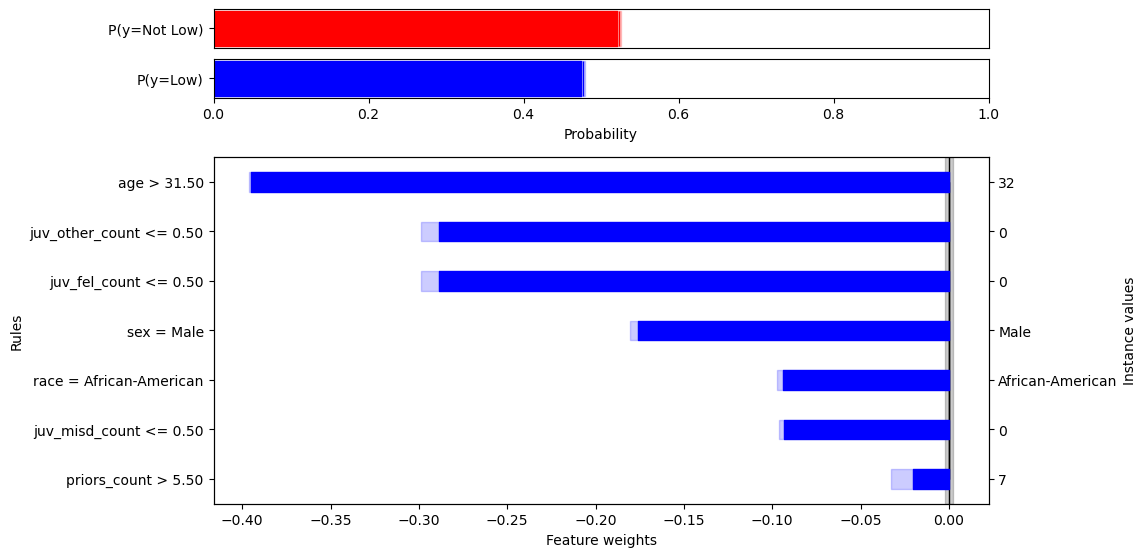 P(y=Not Low)
P(y=Low)
0.0 0.2 0.4 0.6 0.8 1.0
Probability
Rules
age > 31.50 32
juv_other_count <= 0.50 0
juv_fel_count <= 0.50 0
sex = Male Male
race = African-American African-American
juv_misd_count <= 0.50 0
priors_count > 5.50 7
Instance values
−0.40 −0.35 −0.30 −0.25 −0.20 −0.15 −0.10 −0.05 0.00
Feature weights